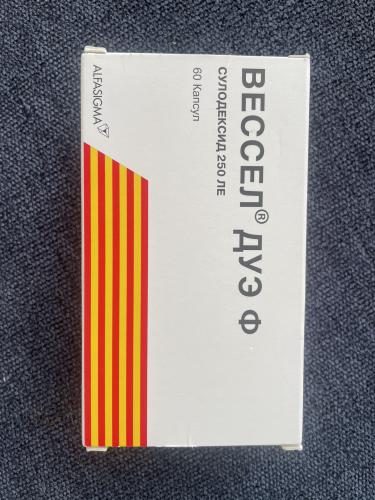 ВЕССЕЛ® ДУЭ Ф
СУЛОДЕКСИД 250 ЛЕ
60 Капсул
ALFASIGMA